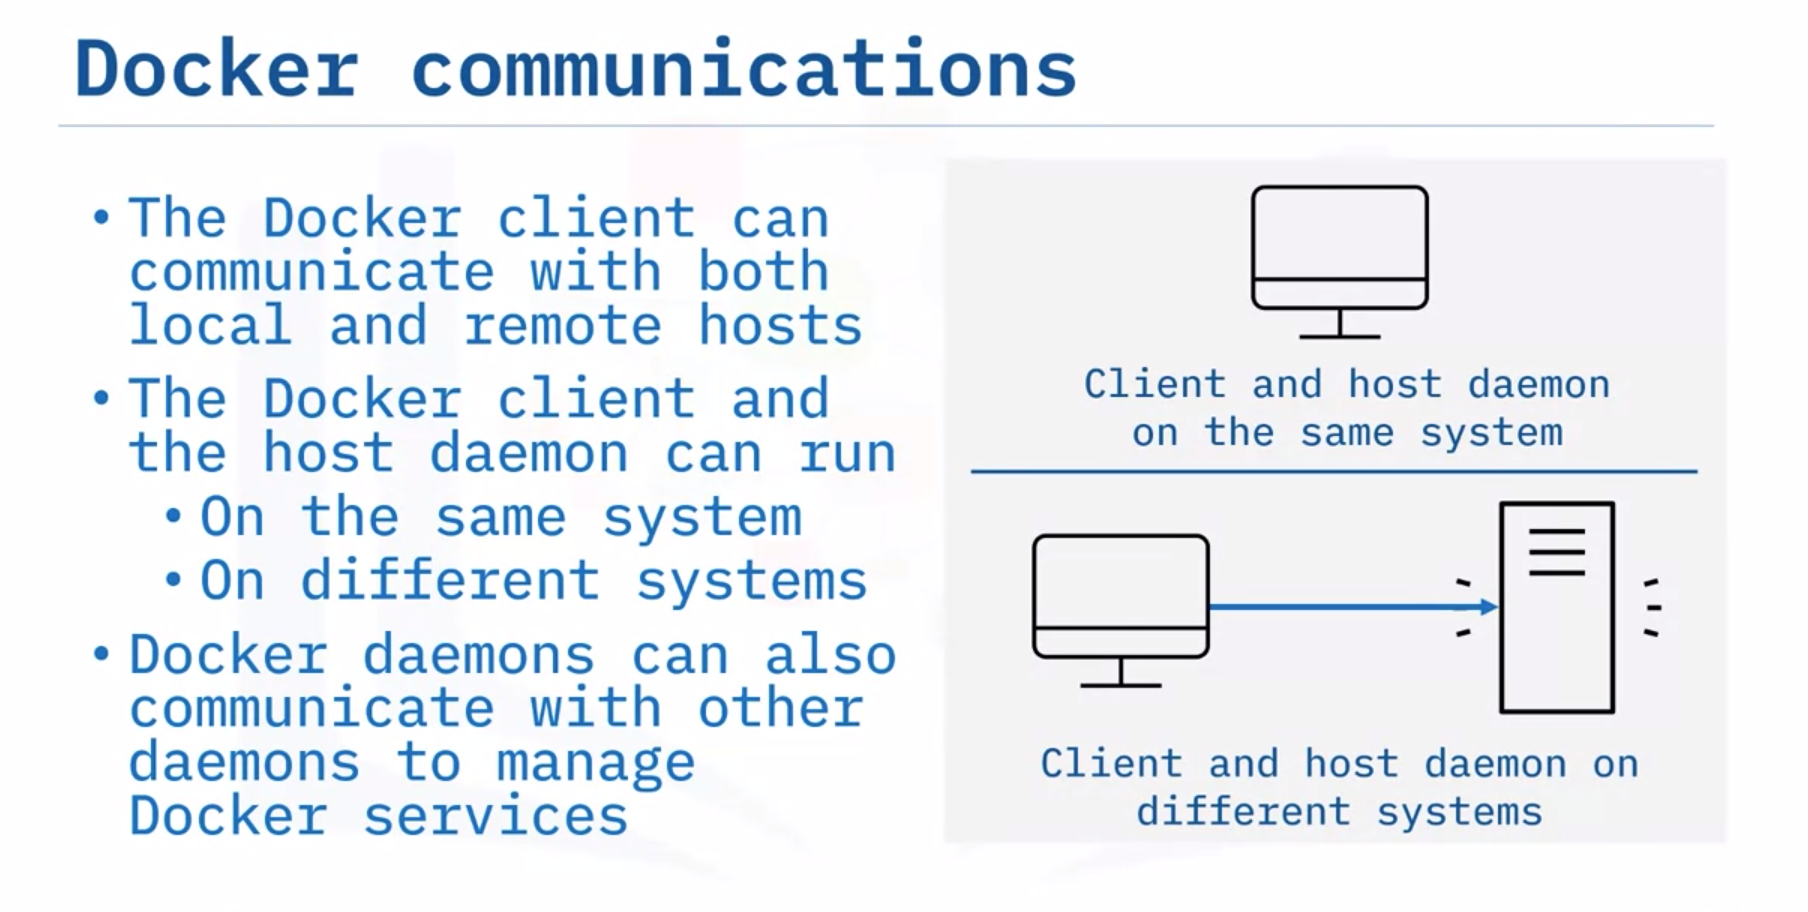 Docker communications
• The Docker client can
communicate with both
local and remote hosts
• The Docker client and
the host daemon can run
• On the same system
• On different systems
• Docker daemons can also
communicate with other
daemons to manage
Docker services
Client and host daemon
on the same system
Client and host daemon on
different systems